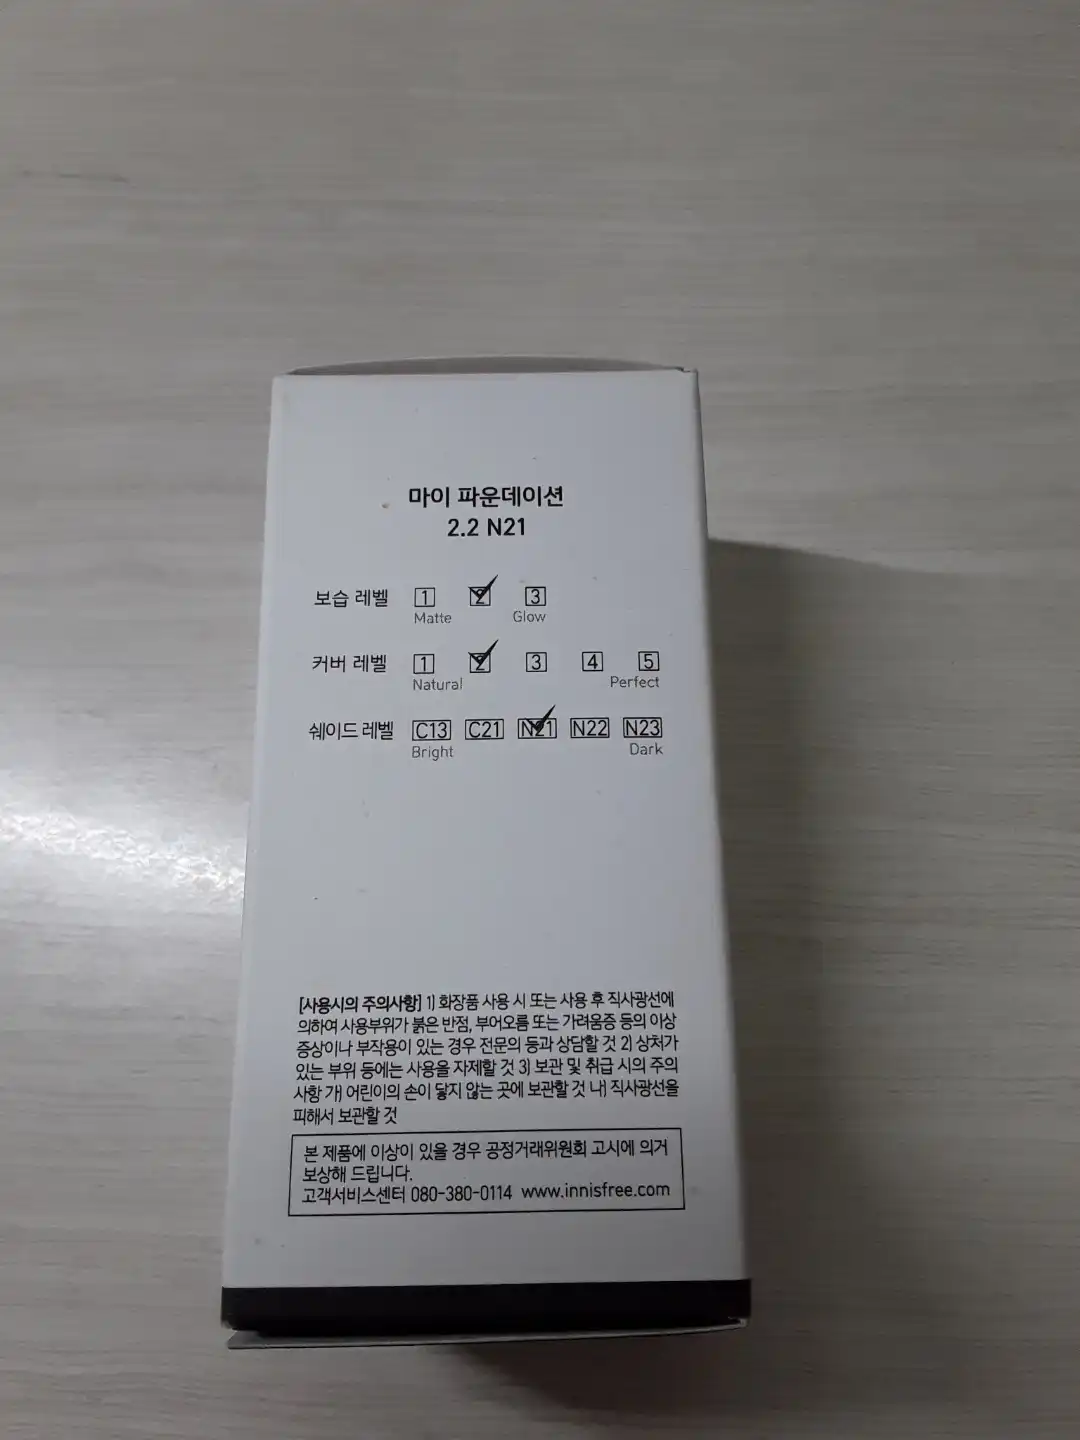 마이 파운데이션
2.2 N21
보습 레벨 1 2 3
Matte Glow
커버 레벨 1 2 3 4 5
Natural Perfect
쉐이드 레벨 C13 C21 N21 N22 N23
Bright Dark
[사용시의 주의사항] 1) 화장품 사용 시 또는 사용 후 직사광선에
의하여 사용부위가 붉은 반점, 부어오름 또는 가려움증 등의 이상
증상이나 부작용이 있는 경우 전문의 등과 상담할 것 2) 상처가
있는 부위 등에는 사용을 자제할 것 3) 보관 및 취급 시의 주의
사항 가) 어린이의 손이 닿지 않는 곳에 보관할 것 나) 직사광선을
피해서 보관할 것
본 제품에 이상이 있을 경우 공정거래위원회 고시에 의거
보상해 드립니다.
고객서비스센터 080-380-0114 www.innisfree.com